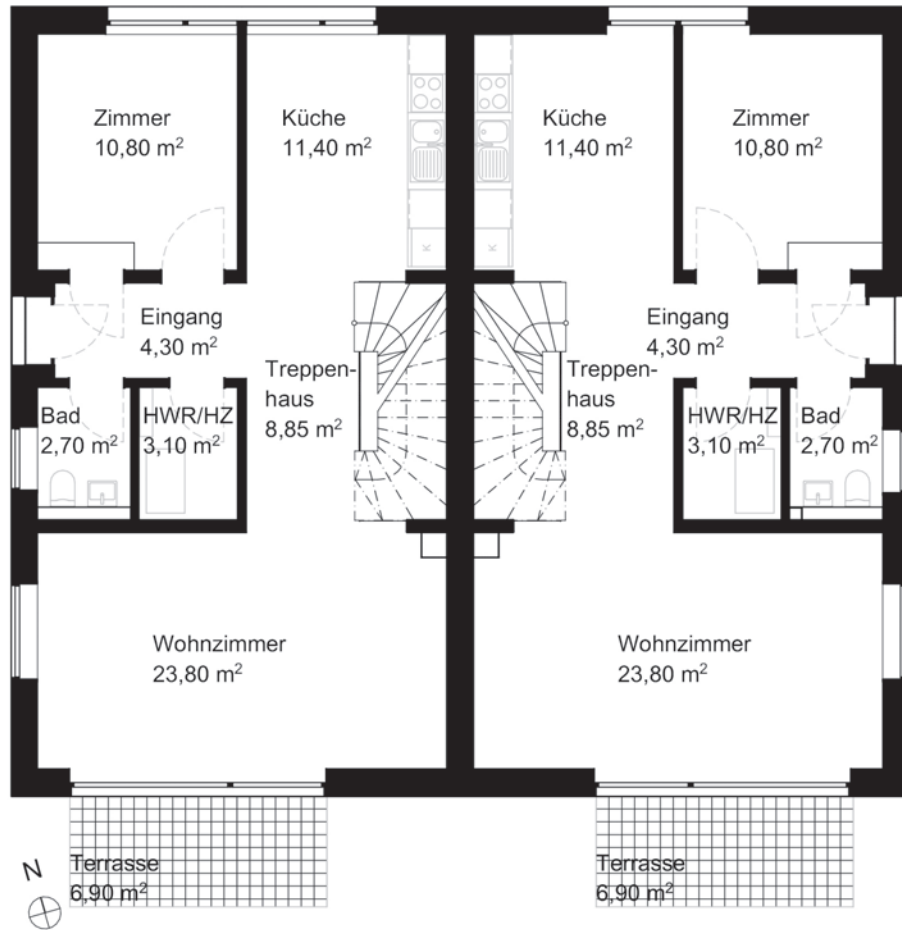 Zimmer
10,80 m²
Küche
11,40 m²
K
Eingang
4,30 m²
Treppen-
haus
8,85 m²
Bad
2,70 m²
HWR/HZ
3,10 m²
Wohnzimmer
23,80 m²
Terrasse
6,90 m²
Küche
11,40 m²
Zimmer
10,80 m²
K
Eingang
4,30 m²
Treppen-
haus
8,85 m²
HWR/HZ
3,10 m²
Bad
2,70 m²
Wohnzimmer
23,80 m²
Terrasse
6,90 m²
N